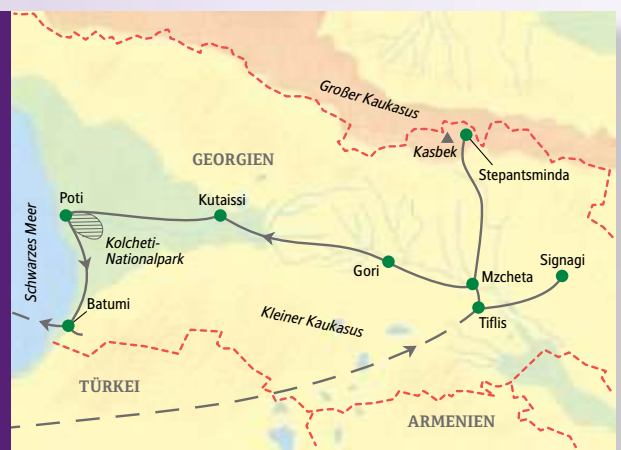 Großer Kaukasus
Kasbek
Stepantsminda
GEORGIEN
Poti
Kutaissi
Schwarzes Meer
Kolcheti-
Nationalpark
Gori
Mzcheta
Signagi
Batumi
Kleiner Kaukasus
Tiflis
TÜRKEI
ARMENIEN